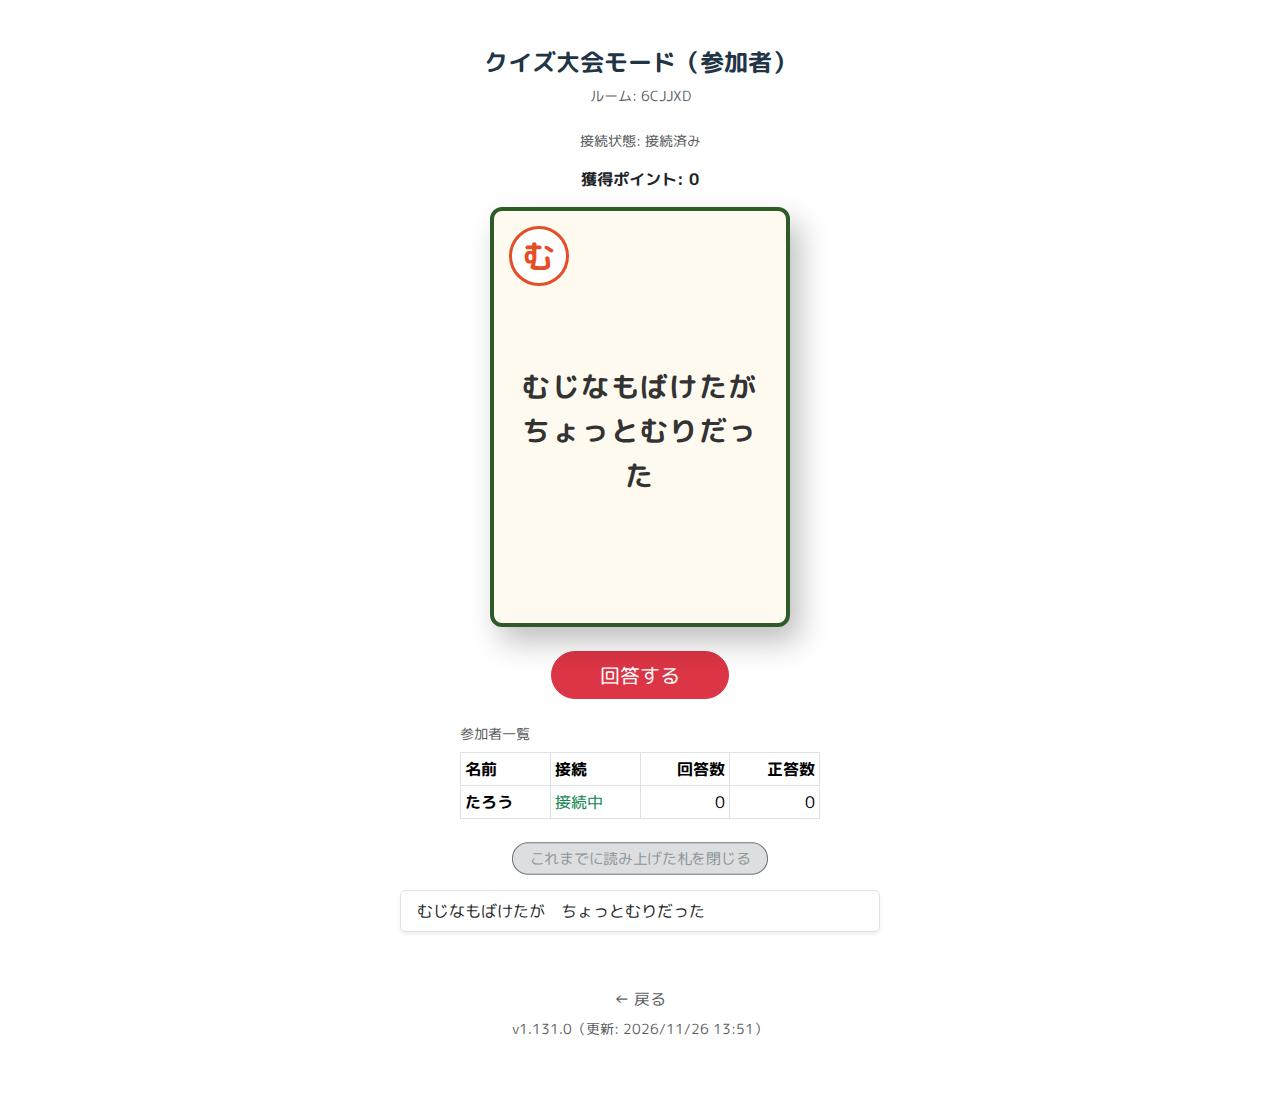 クイズ大会モード（参加者）
ルーム: 6CJJXD
接続状態: 接続済み
獲得ポイント: 0
む
むじなもばけたが
ちょっとむりだっ
た
回答する
参加者一覧
名前 接続 回答数 正答数
たろう 接続中 0 0
これまでに読み上げた札を閉じる
むじなもばけたが　ちょっとむりだった
← 戻る
v1.131.0（更新: 2026/11/26 13:51）